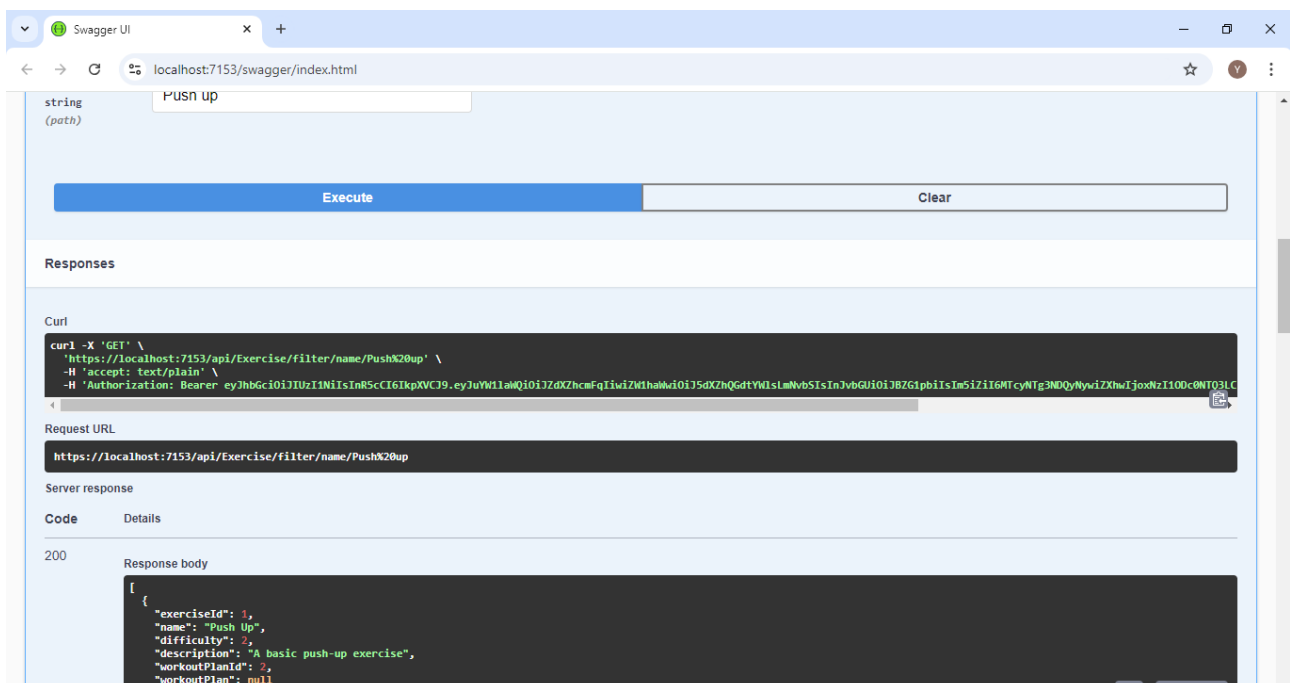 Swagger UI
localhost:7153/swagger/index.html
Y
string
Push up
(path)
Execute
Clear
Responses
Curl
curl -X 'GET' \
'https://localhost:7153/api/Exercise/filter/name/Push%20up' \
-H 'accept: text/plain' \
-H 'Authorization: Bearer
Request URL
https://localhost:7153/api/Exercise/filter/name/Push%20up
Server response
Code Details
200
Response body
[
{
"exerciseId": 1,
"name": "Push Up",
"difficulty": 2,
"description": "A basic push-up exercise",
"workoutPlanId": 2,
"workoutPlan": null